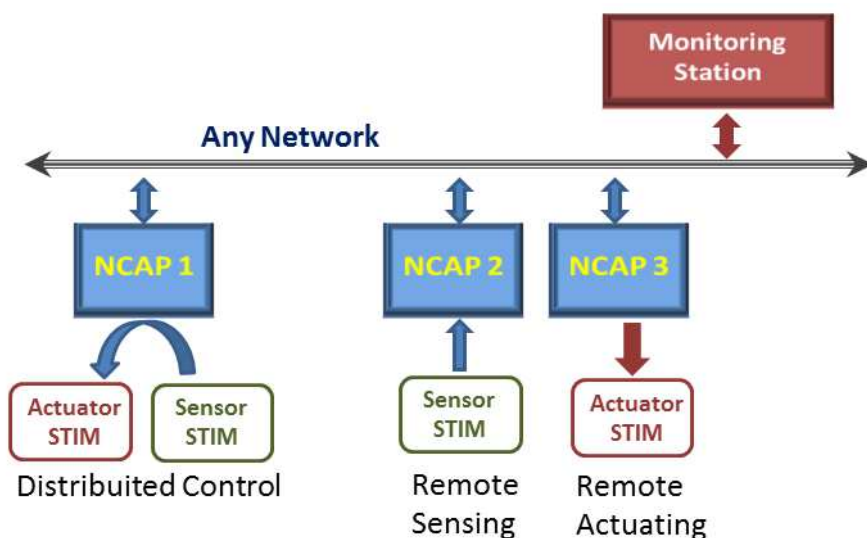 Monitoring
Station
Any Network
NCAP 1
NCAP 2
NCAP 3
Actuator
STIM
Sensor
STIM
Sensor
STIM
Actuator
STIM
Distribuited Control
Remote
Sensing
Remote
Actuating